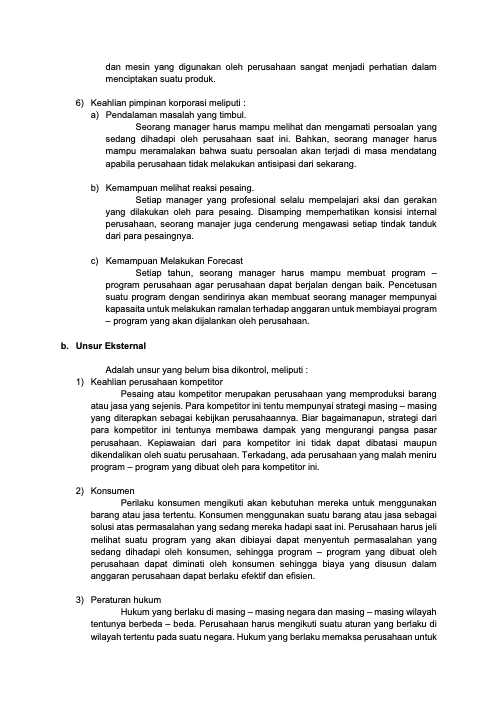 dan mesin yang digunakan oleh perusahaan sangat menjadi perhatian dalam
menciptakan suatu produk.
6) Keahlian pimpinan korporasi meliputi :
a) Pendalaman masalah yang timbul.
Seorang manager harus mampu melihat dan mengamati persoalan yang
sedang dihadapi oleh perusahaan saat ini. Bahkan, seorang manager harus
mampu meramalakan bahwa suatu persoalan akan terjadi di masa mendatang
apabila perusahaan tidak melakukan antisipasi dari sekarang.
b) Kemampuan melihat reaksi pesaing.
Setiap manager yang profesional selalu mempelajari aksi dan gerakan
yang dilakukan oleh para pesaing. Disamping memperhatikan konsisi internal
perusahaan, seorang manajer juga cenderung mengawasi setiap tindak tanduk
dari para pesaingnya.
c) Kemampuan Melakukan Forecast
Setiap tahun, seorang manager harus mampu membuat program –
program perusahaan agar perusahaan dapat berjalan dengan baik. Pencetusan
suatu program dengan sendirinya akan membuat seorang manager mempunyai
kapasaita untuk melakukan ramalan terhadap anggaran untuk membiayai program
– program yang akan dijalankan oleh perusahaan.
b. Unsur Eksternal
Adalah unsur yang belum bisa dikontrol, meliputi :
1) Keahlian perusahaan kompetitor
Pesaing atau kompetitor merupakan perusahaan yang memproduksi barang
atau jasa yang sejenis. Para kompetitor ini tentu mempunyai strategi masing – masing
yang diterapkan sebagai kebijkan perusahaannya. Biar bagaimanapun, strategi dari
para kompetitor ini tentunya membawa dampak yang mengurangi pangsa pasar
perusahaan. Kepiawaian dari para kompetitor ini tidak dapat dibatasi maupun
dikendalikan oleh suatu perusahaan. Terkadang, ada perusahaan yang malah meniru
program – program yang dibuat oleh para kompetitor ini.
2) Konsumen
Perilaku konsumen mengikuti akan kebutuhan mereka untuk menggunakan
barang atau jasa tertentu. Konsumen menggunakan suatu barang atau jasa sebagai
solusi atas permasalahan yang sedang mereka hadapi saat ini. Perusahaan harus jeli
melihat suatu program yang akan dibiayai dapat menyentuh permasalahan yang
sedang dihadapi oleh konsumen, sehingga program – program yang dibuat oleh
perusahaan dapat diminati oleh konsumen sehingga biaya yang disusun dalam
anggaran perusahaan dapat berlaku efektif dan efisien.
3) Peraturan hukum
Hukum yang berlaku di masing – masing negara dan masing – masing wilayah
tentunya berbeda – beda. Perusahaan harus mengikuti suatu aturan yang berlaku di
wilayah tertentu pada suatu negara. Hukum yang berlaku memaksa perusahaan untuk